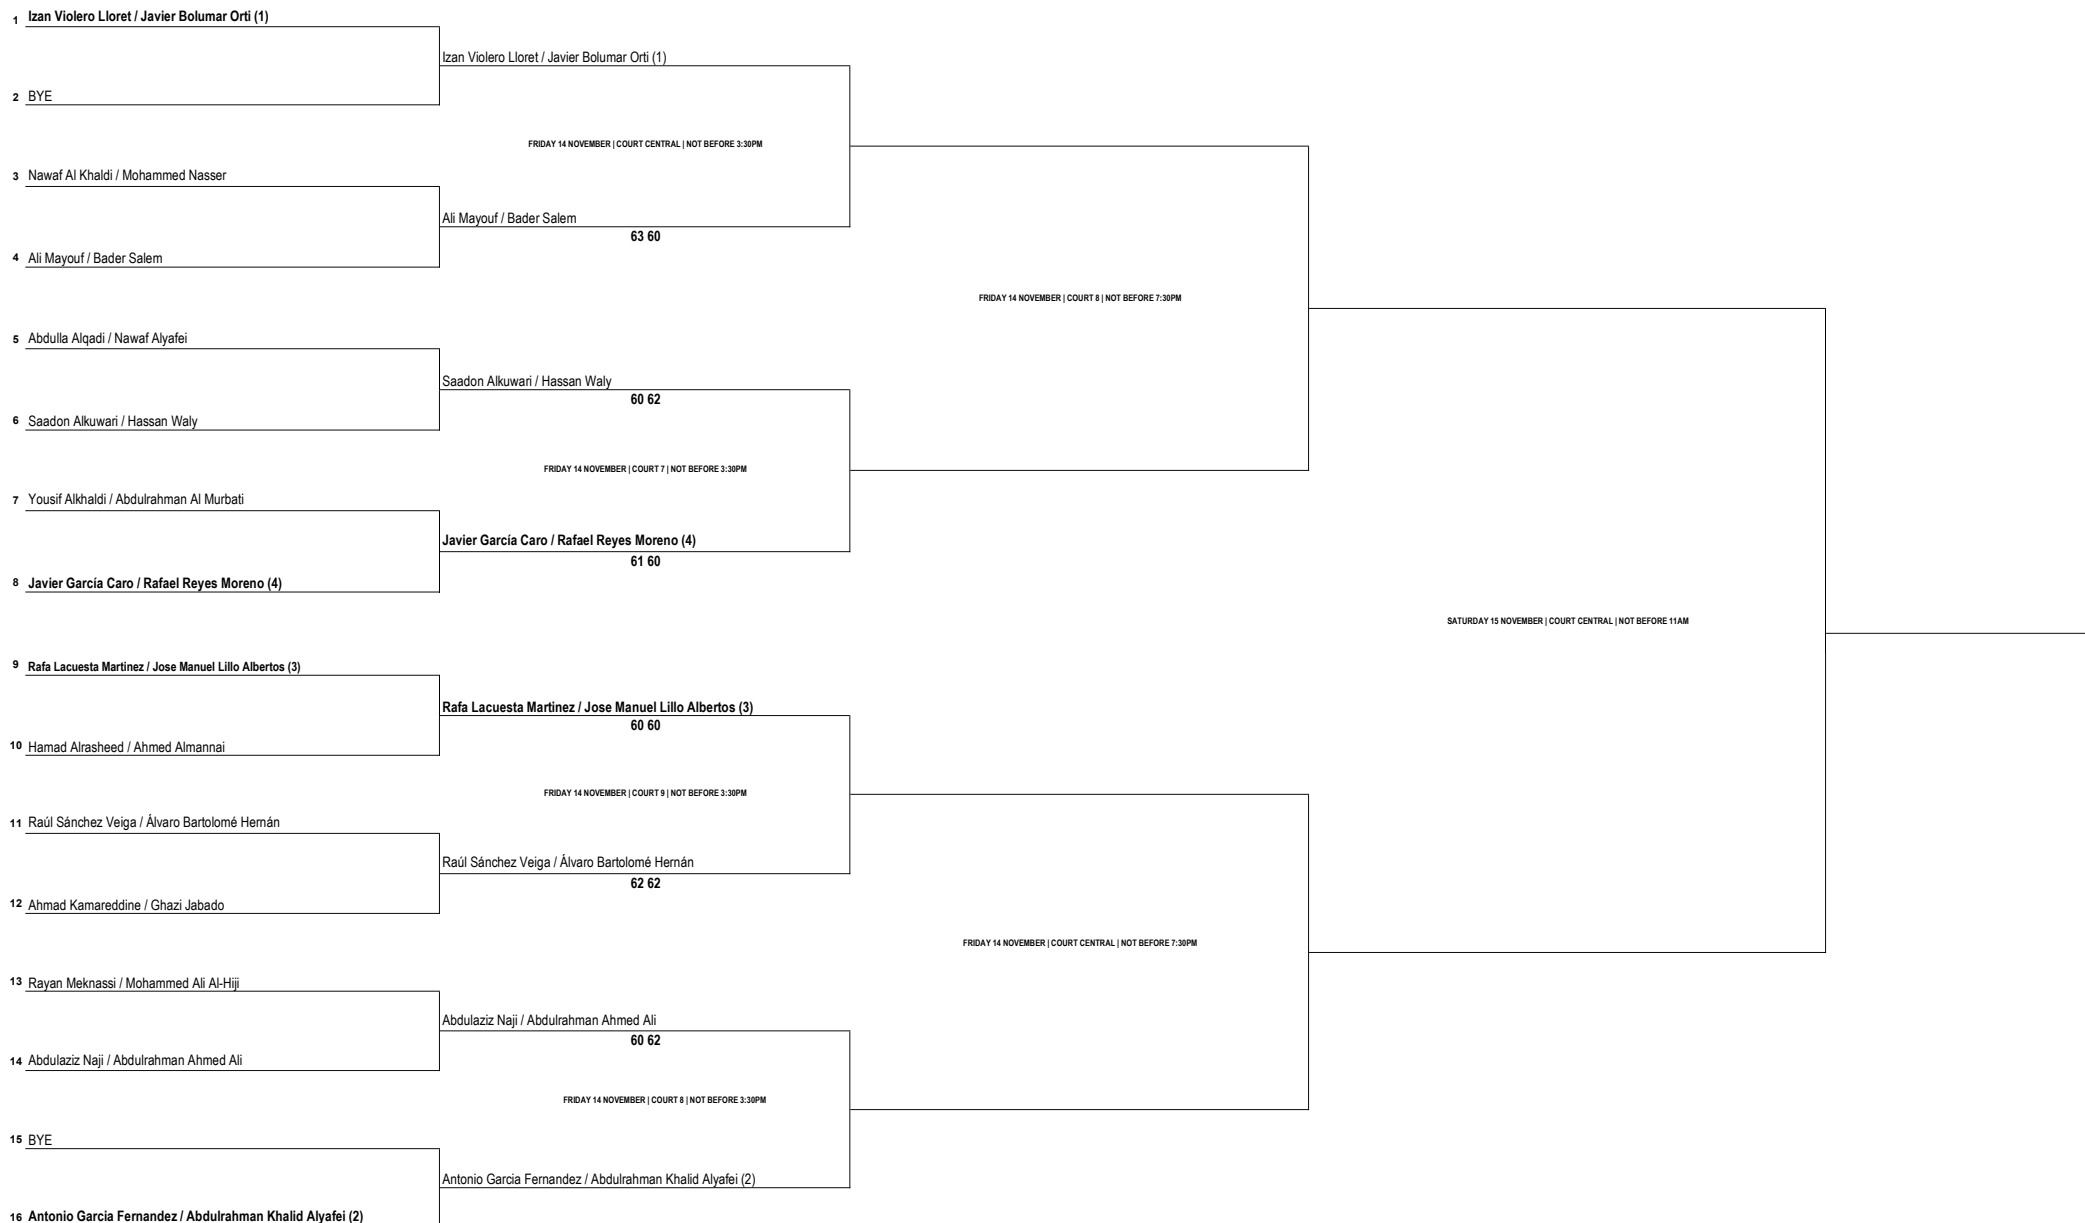 1 Izan Violero Lloret / Javier Bolumar Orti (1)
Izan Violero Lloret / Javier Bolumar Orti (1)
2 BYE
FRIDAY 14 NOVEMBER | COURT CENTRAL | NOT BEFORE 3:30PM
3 Nawaf Al Khaldi / Mohammed Nasser
Ali Mayouf / Bader Salem
63 60
4 Ali Mayouf / Bader Salem
FRIDAY 14 NOVEMBER | COURT 8 | NOT BEFORE 7:30PM
5 Abdulla Alqadi / Nawaf Alyafei
Saadon Alkuwari / Hassan Waly
60 62
6 Saadon Alkuwari / Hassan Waly
FRIDAY 14 NOVEMBER | COURT 7 | NOT BEFORE 3:30PM
7 Yousif Alkhaldi / Abdulrahman Al Murbati
Javier García Caro / Rafael Reyes Moreno (4)
61 60
8 Javier García Caro / Rafael Reyes Moreno (4)
SATURDAY 15 NOVEMBER | COURT CENTRAL | NOT BEFORE 11AM
9 Rafa Lacuesta Martinez / Jose Manuel Lillo Albertos (3)
Rafa Lacuesta Martinez / Jose Manuel Lillo Albertos (3)
60 60
10 Hamad Alrasheed / Ahmed Almannai
FRIDAY 14 NOVEMBER | COURT 9 | NOT BEFORE 3:30PM
11 Raúl Sánchez Veiga / Álvaro Bartolomé Hernán
Raúl Sánchez Veiga / Álvaro Bartolomé Hernán
62 62
12 Ahmad Kamareddine / Ghazi Jabado
FRIDAY 14 NOVEMBER | COURT CENTRAL | NOT BEFORE 7:30PM
13 Rayan Meknassi / Mohammed Ali Al-Hiji
Abdulaziz Naji / Abdulrahman Ahmed Ali
60 62
14 Abdulaziz Naji / Abdulrahman Ahmed Ali
FRIDAY 14 NOVEMBER | COURT 8 | NOT BEFORE 3:30PM
15 BYE
Antonio Garcia Fernandez / Abdulrahman Khalid Alyafei (2)
16 Antonio Garcia Fernandez / Abdulrahman Khalid Alyafei (2)